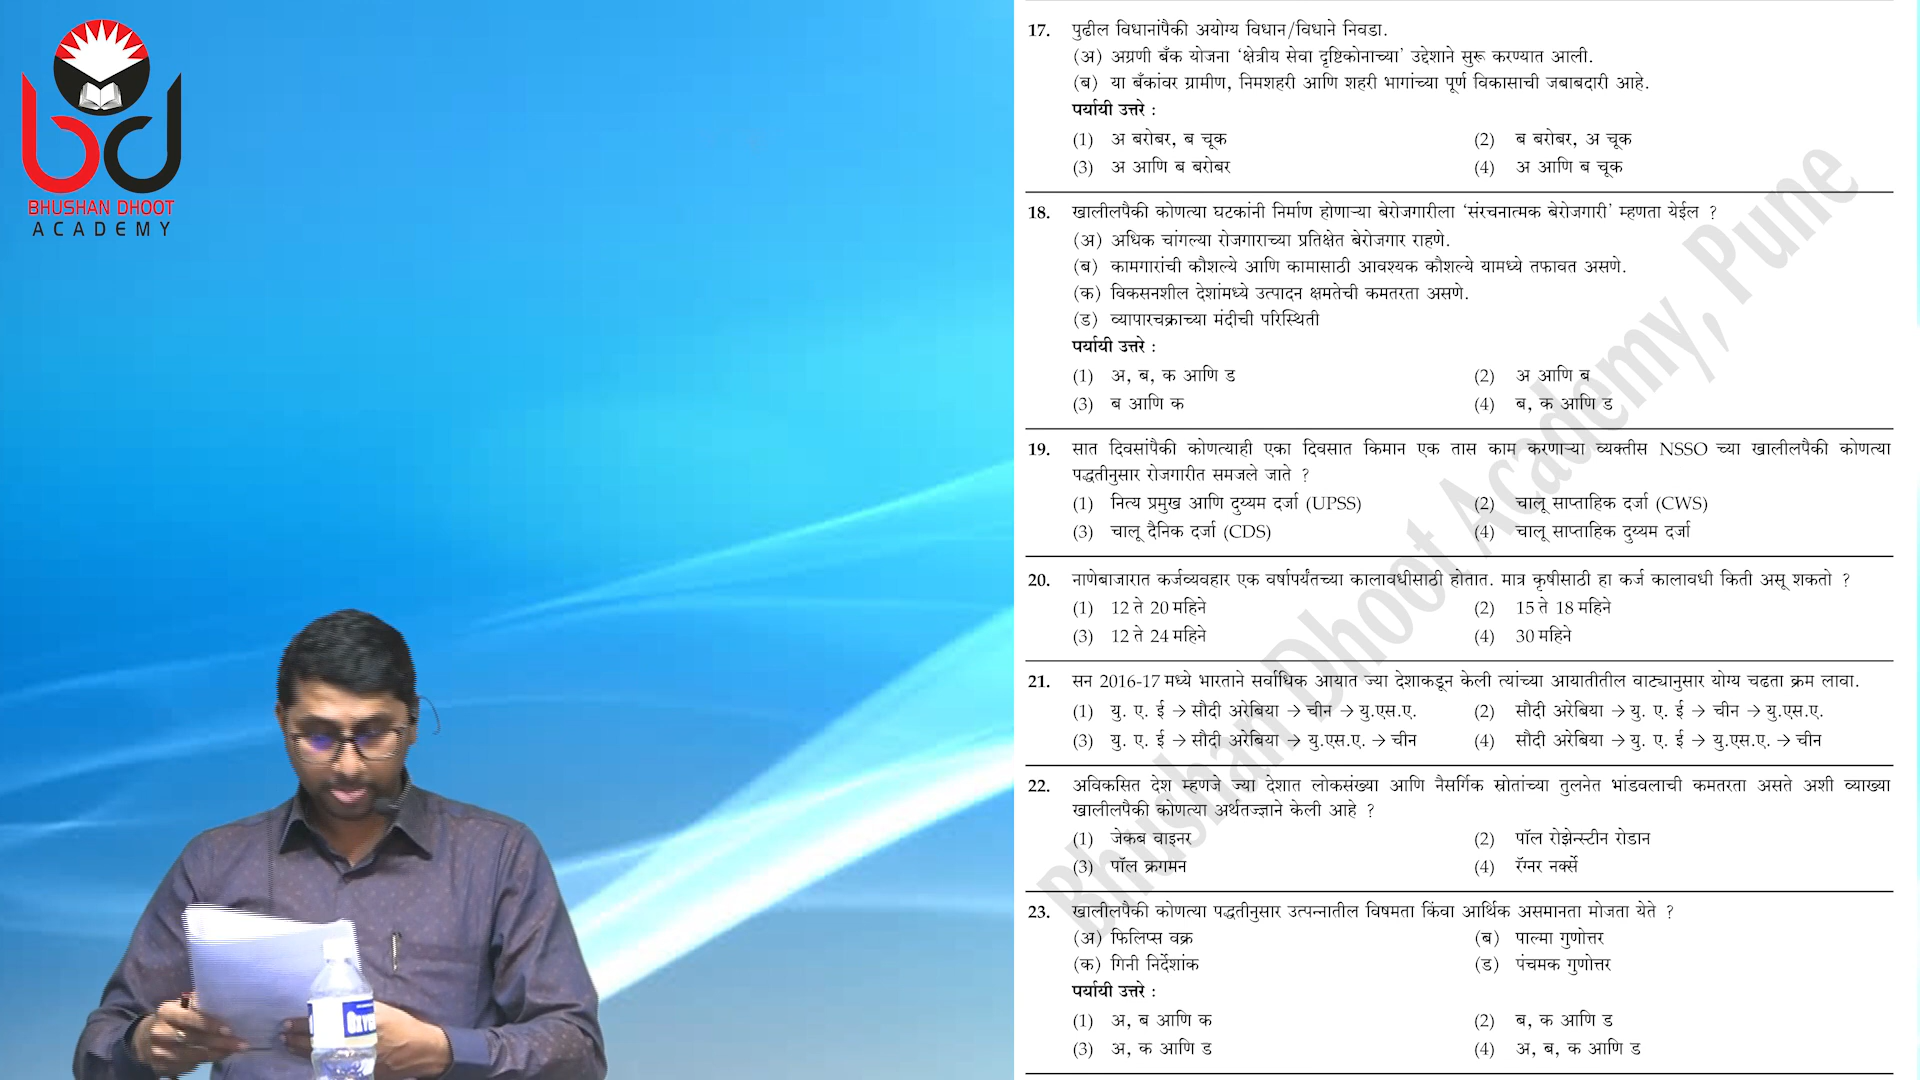 BHUSHAN DHOOT
ACADEMY
17. पुढील विधानांपैकी अयोग्य विधान/विधाने निवडा.
(अ) अग्रणी बँक योजना 'क्षेत्रीय सेवा दृष्टिकोनाच्या' उद्देशाने सुरू करण्यात आली.
(ब) या बँकांवर ग्रामीण, निमशहरी आणि शहरी भागांच्या पूर्ण विकासाची जबाबदारी आहे.
पर्यायी उत्तरे :
(1) अ बरोबर, ब चूक (2) ब बरोबर, अ चूक
(3) अ आणि ब बरोबर (4) अ आणि ब चूक
18. खालीलपैकी कोणत्या घटकांनी निर्माण होणाऱ्या बेरोजगारीला 'संरचनात्मक बेरोजगारी' म्हणता येईल ?
(अ) अधिक चांगल्या रोजगाराच्या प्रतिक्षेत बेरोजगार राहणे.
(ब) कामगारांची कौशल्ये आणि कामासाठी आवश्यक कौशल्ये यामध्ये तफावत असणे.
(क) विकसनशील देशांमध्ये उत्पादन क्षमतेची कमतरता असणे.
(ड) व्यापारचक्राच्या मंदीची परिस्थिती
पर्यायी उत्तरे :
(1) अ, ब, क आणि ड (2) अ आणि ब
(3) ब आणि क (4) ब, क आणि ड
19. सात दिवसांपैकी कोणत्याही एका दिवसात किमान एक तास काम करणाऱ्या व्यक्तीस NSSO च्या खालीलपैकी कोणत्या
पद्धतीनुसार रोजगारीत समजले जाते ?
(1) नित्य प्रमुख आणि दुय्यम दर्जा (UPSS) (2) चालू साप्ताहिक दर्जा (CWS)
(3) चालू दैनिक दर्जा (CDS) (4) चालू साप्ताहिक दुय्यम दर्जा
20. नाणेबाजारात कर्जव्यवहार एक वर्षापर्यंतच्या कालावधीसाठी होतात. मात्र कृषीसाठी हा कर्ज कालावधी किती असू शकतो ?
(1) 12 ते 20 महिने (2) 15 ते 18 महिने
(3) 12 ते 24 महिने (4) 30 महिने
21. सन 2016-17 मध्ये भारताने सर्वाधिक आयात ज्या देशाकडून केली त्यांच्या आयातीतील वाट्यानुसार योग्य चढता क्रम लावा.
(1) यु. ए. ई → सौदी अरेबिया → चीन → यु.एस.ए. (2) सौदी अरेबिया → यु. ए. ई → चीन → यु.एस.ए.
(3) यु. ए. ई → सौदी अरेबिया → यु.एस.ए. → चीन (4) सौदी अरेबिया → यु. ए. ई → यु.एस.ए. → चीन
22. अविकसित देश म्हणजे ज्या देशात लोकसंख्या आणि नैसर्गिक स्रोतांच्या तुलनेत भांडवलाची कमतरता असते अशी व्याख्या
खालीलपैकी कोणत्या अर्थतज्ज्ञाने केली आहे ?
(1) जेकब वाइनर (2) पॉल रोझेन्स्टीन रोडान
(3) पॉल क्रगमन (4) रॅग्नर नर्क्से
23. खालीलपैकी कोणत्या पद्धतीनुसार उत्पन्नातील विषमता किंवा आर्थिक असमानता मोजता येते ?
(अ) फिलिप्स वक्र (ब) पाल्मा गुणोत्तर
(क) गिनी निर्देशांक (ड) पंचमक गुणोत्तर
पर्यायी उत्तरे :
(1) अ, ब आणि क (2) ब, क आणि ड
(3) अ, क आणि ड (4) अ, ब, क आणि ड
Bhushan Dhoot Academy, Pune